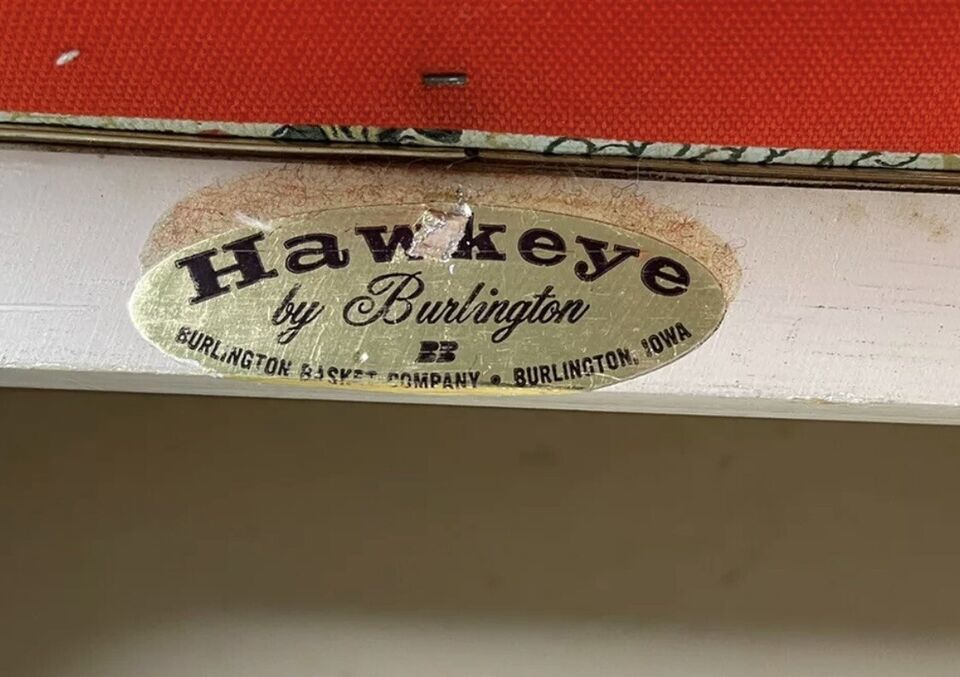 Hawkeye
by Burlington
BB
BURLINGTON BASKET COMPANY • BURLINGTON, IOWA